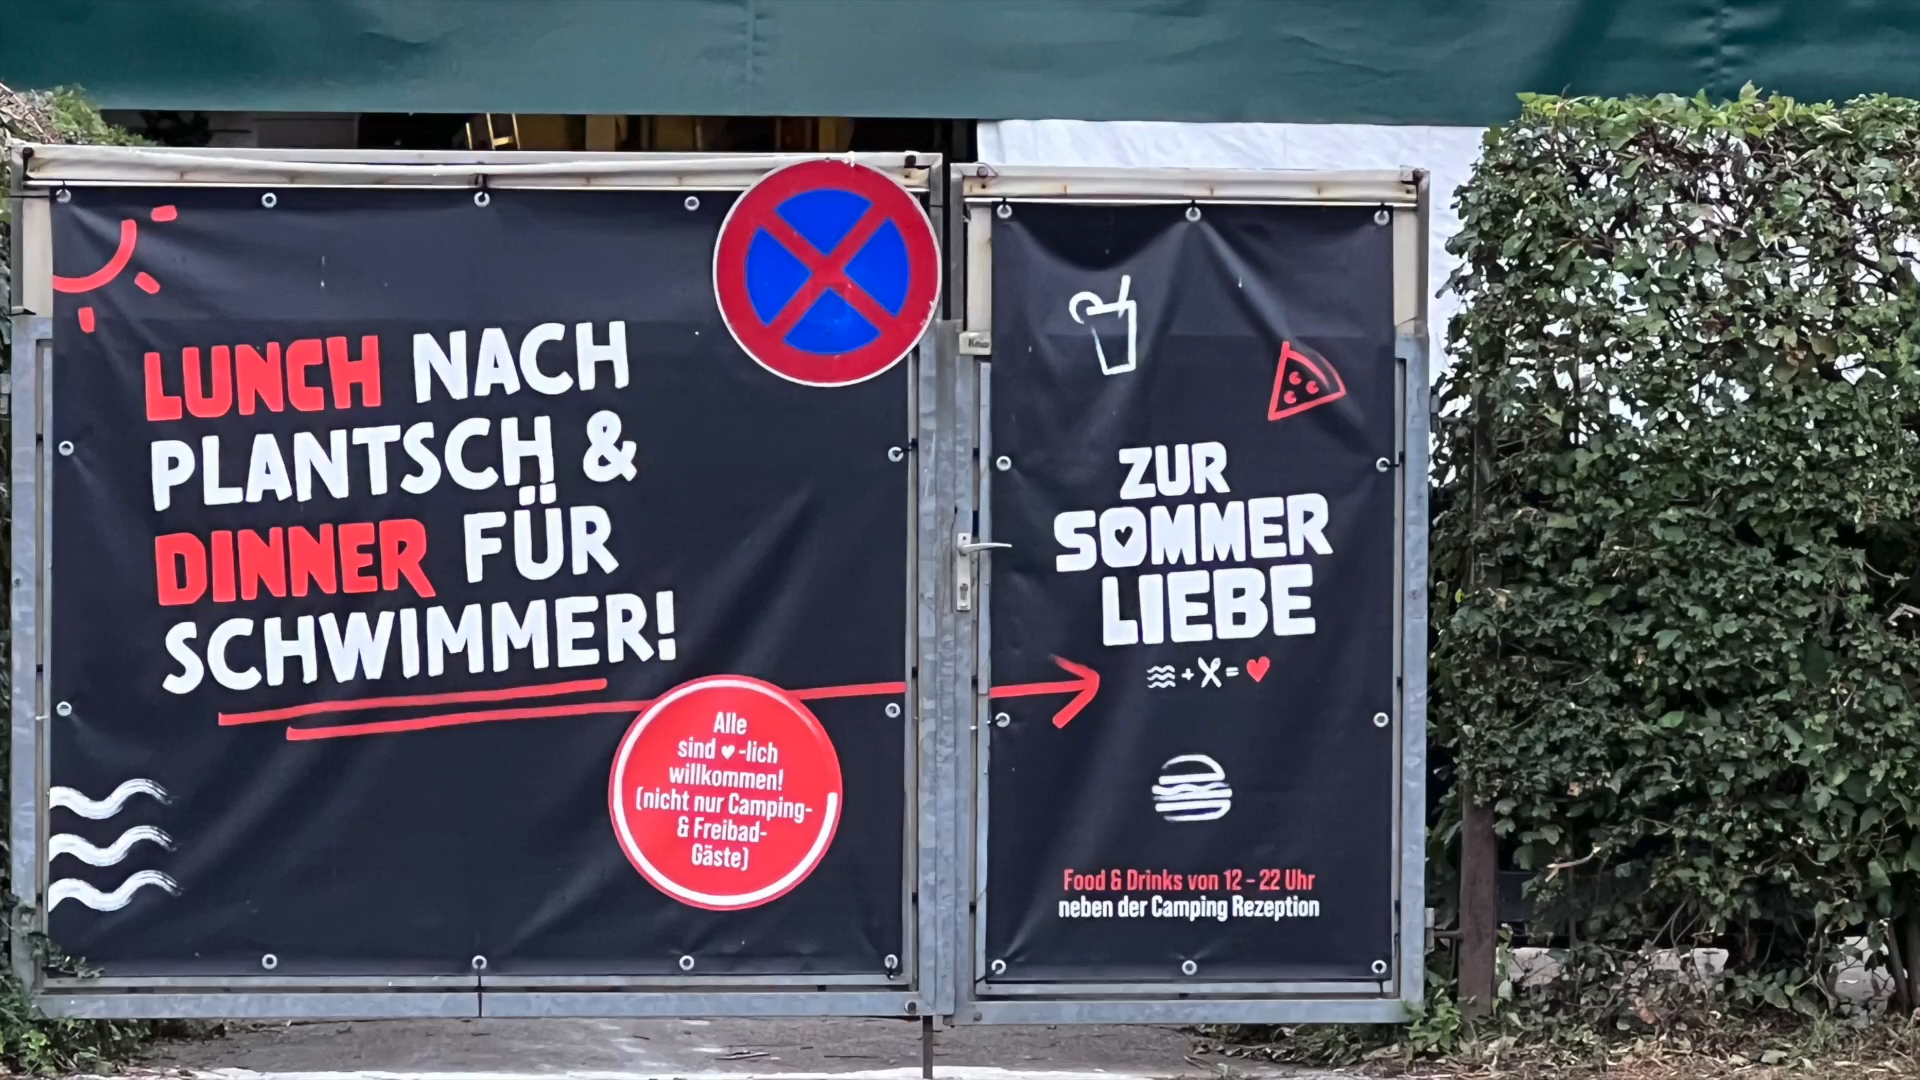 LUNCH NACH
PLANTSCH &
DINNER FÜR
SCHWIMMER!
Alle
sind ♥-lich
willkommen!
(nicht nur Camping-
& Freibad-
Gäste)
ZUR
SOMMER
LIEBE
+ = ♥
Food & Drinks von 12 - 22 Uhr
neben der Camping Rezeption